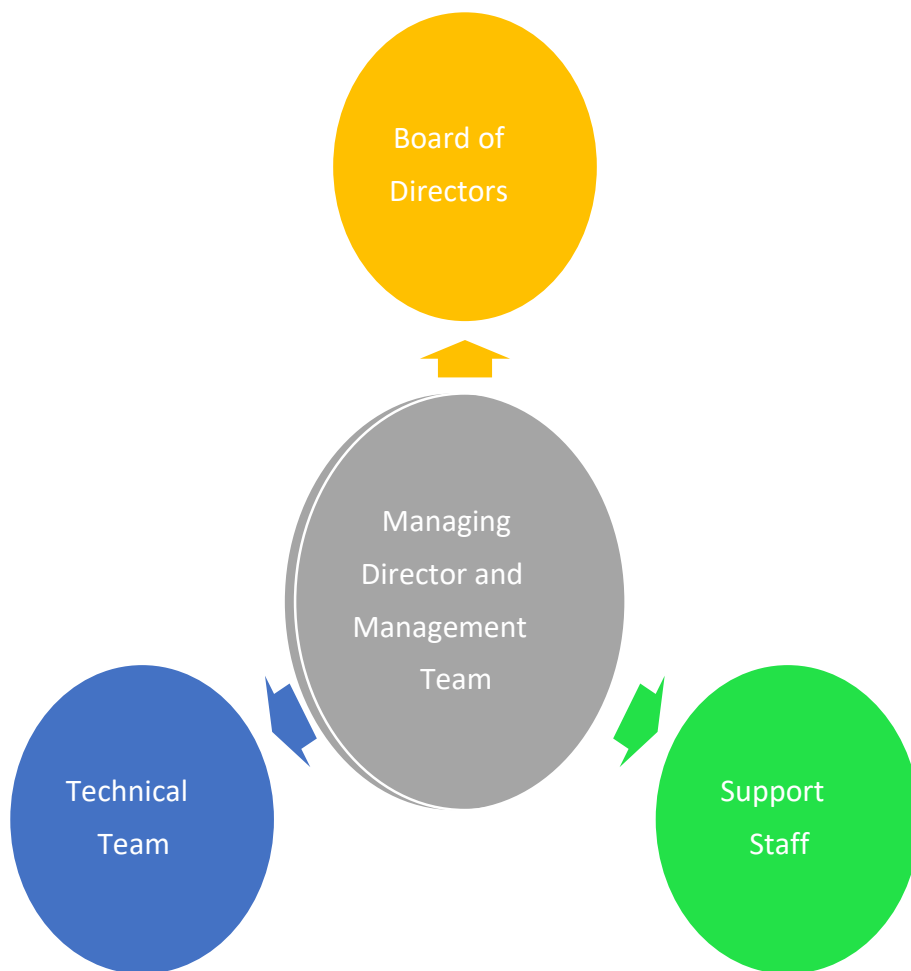 Board of
Directors
Managing
Director and
Management
Team
Technical
Team
Support
Staff